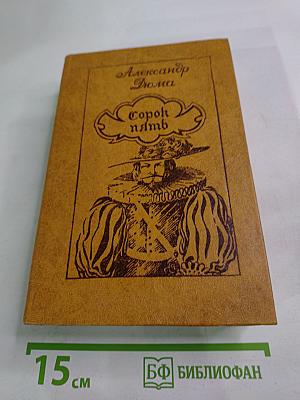 Александр
Дюма
Сорок
пять
15 см
БФ БИБЛИОФАН